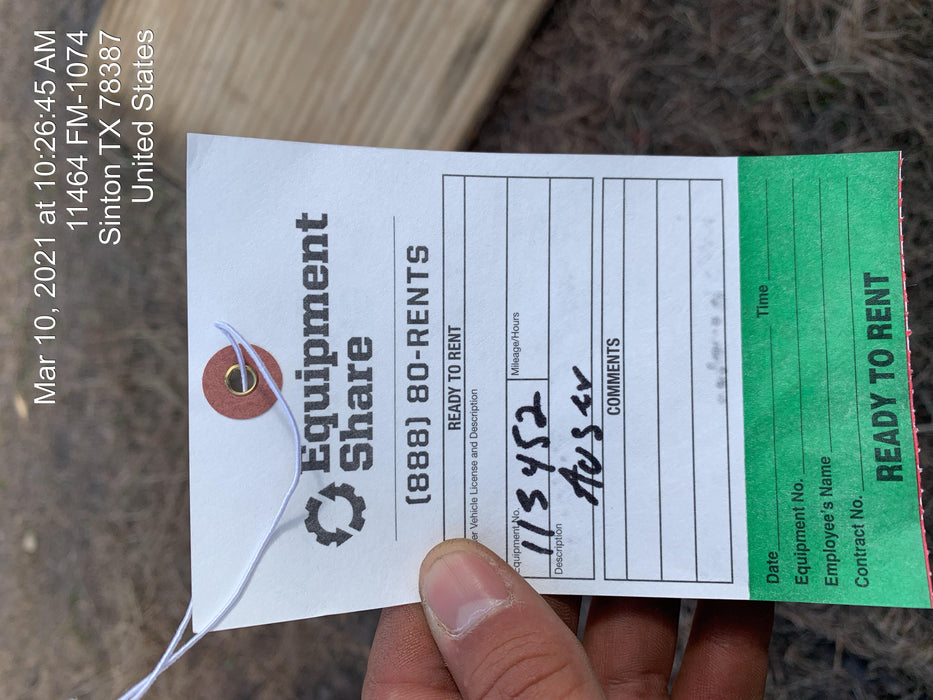 Mar 10, 2021 at 10:26:45 AM
11464 FM-1074
Sinton TX 78387
United States
Equipment
Share
(888) 80-RENTS
READY TO RENT
er Vehicle License and Description
Equipment No. Mileage/Hours
113452
Description
COMMENTS
Date Time
Equipment No.
Employee's Name
Contract No.
READY TO RENT